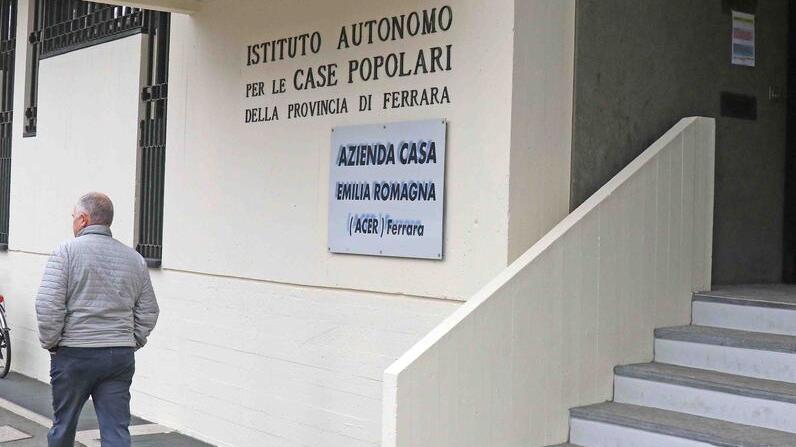 ISTITUTO AUTONOMO
PER LE CASE POPOLARI
DELLA PROVINCIA DI FERRARA
AZIENDA CASA
EMILIA ROMAGNA
( ACER ) Ferrara